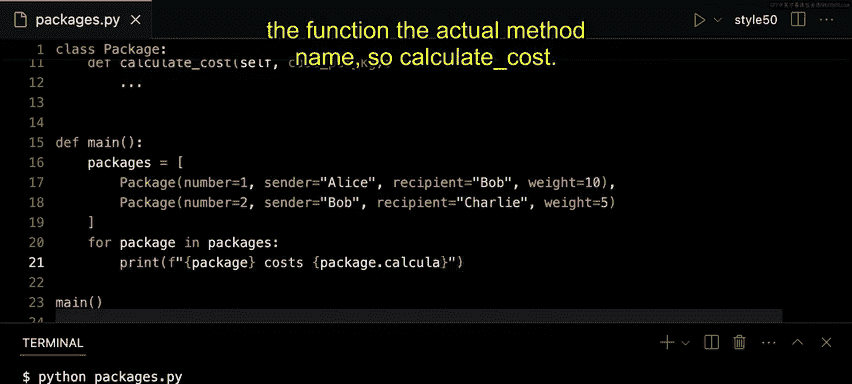 packages.py
style50
the function the actual method
name, so calculate_cost.
1 class Package:
11 def calculate_cost(self,
12 ...
13
14
15 def main():
16 packages = [
17 Package(number=1, sender="Alice", recipient="Bob", weight=10),
18 Package(number=2, sender="Bob", recipient="Charlie", weight=5)
19 ]
20 for package in packages:
21 print(f"{package} costs {package.calcula}")
22
23 main()
24
TERMINAL
$ python packages.py